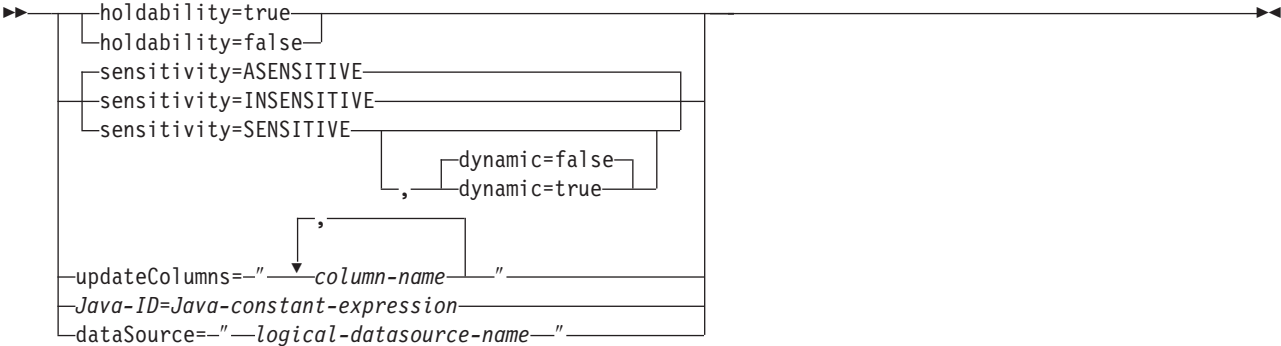 holdability=true
holdability=false
sensitivity=ASENSITIVE
sensitivity=INSENSITIVE
sensitivity=SENSITIVE
dynamic=false
, dynamic=true
,
updateColumns= " column-name "
Java-ID=Java-constant-expression
dataSource= " logical-datasource-name "